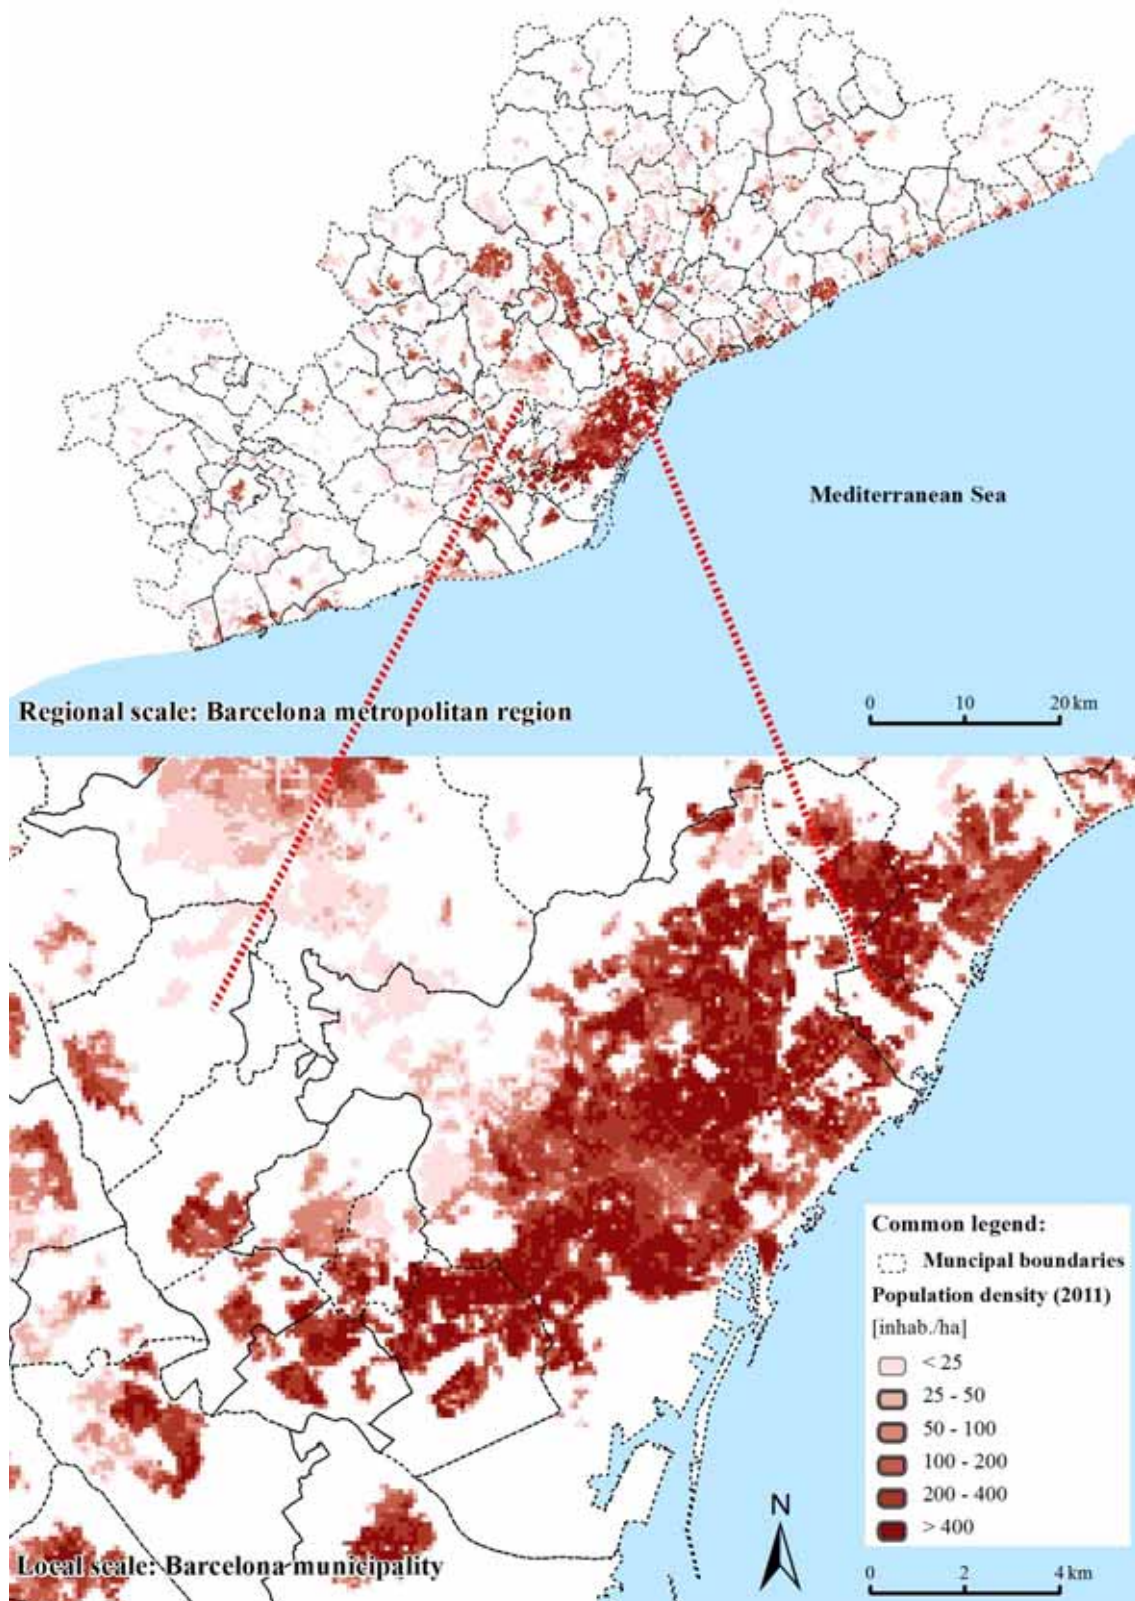 Mediterranean Sea
0 10 20 km
Regional scale: Barcelona metropolitan region
Common legend:
Muncipal boundaries
Population density (2011)
[inhab./ha]
< 25
25 - 50
50 - 100
100 - 200
200 - 400
> 400
N
Local scale: Barcelona municipality
0 2 4 km